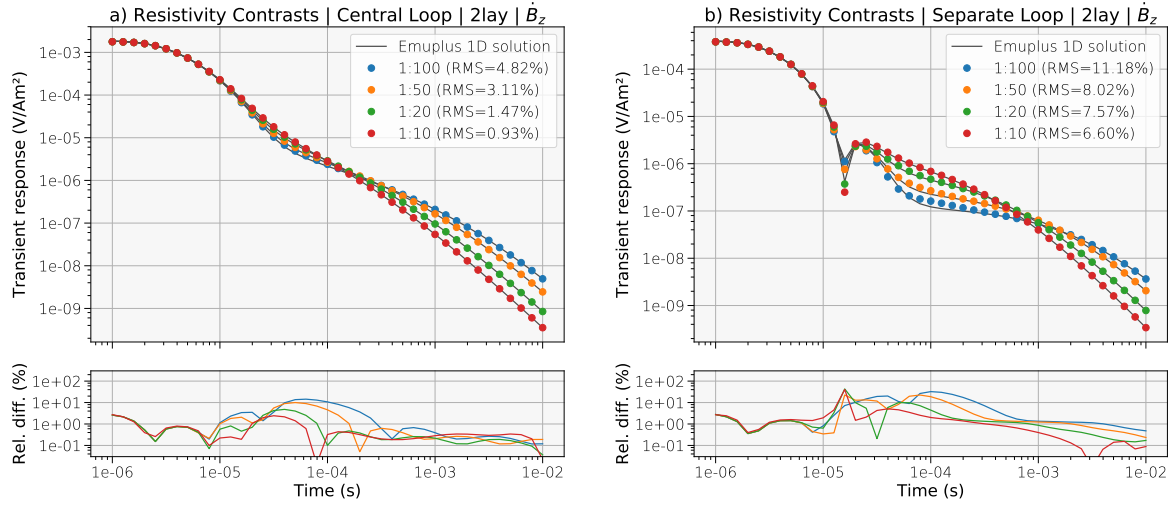 a) Resistivity Contrasts | Central Loop | 2lay | Ḃz
Transient response (V/Am²)
1e-03
1e-04
1e-05
1e-06
1e-07
1e-08
1e-09
Emuplus 1D solution
1:100 (RMS=4.82%)
1:50 (RMS=3.11%)
1:20 (RMS=1.47%)
1:10 (RMS=0.93%)
Rel. diff. (%)
1e+02
1e+01
1e+00
1e-01
1e-06
1e-05
1e-04
1e-03
1e-02
Time (s)
b) Resistivity Contrasts | Separate Loop | 2lay | Ḃz
Transient response (V/Am²)
1e-04
1e-05
1e-06
1e-07
1e-08
1e-09
Emuplus 1D solution
1:100 (RMS=11.18%)
1:50 (RMS=8.02%)
1:20 (RMS=7.57%)
1:10 (RMS=6.60%)
Rel. diff. (%)
1e+02
1e+01
1e+00
1e-01
1e-06
1e-05
1e-04
1e-03
1e-02
Time (s)